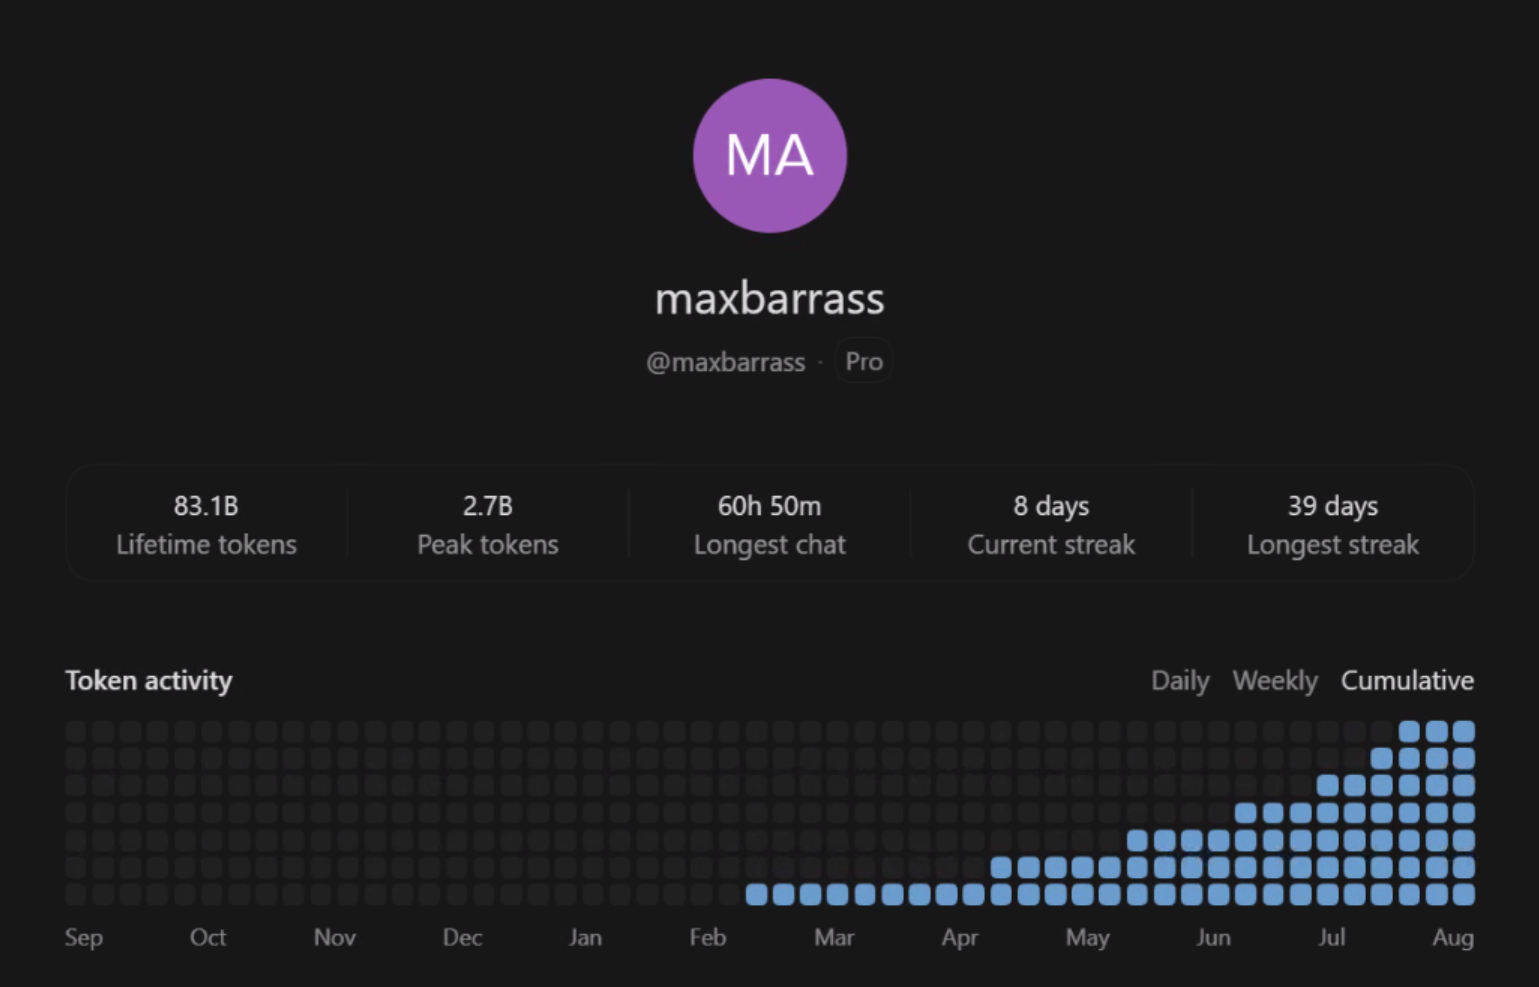 MA
maxbarrass
@maxbarrass · Pro
83.1B 2.7B 60h 50m 8 days 39 days
Lifetime tokens Peak tokens Longest chat Current streak Longest streak
Token activity Daily Weekly Cumulative
Sep Oct Nov Dec Jan Feb Mar Apr May Jun Jul Aug